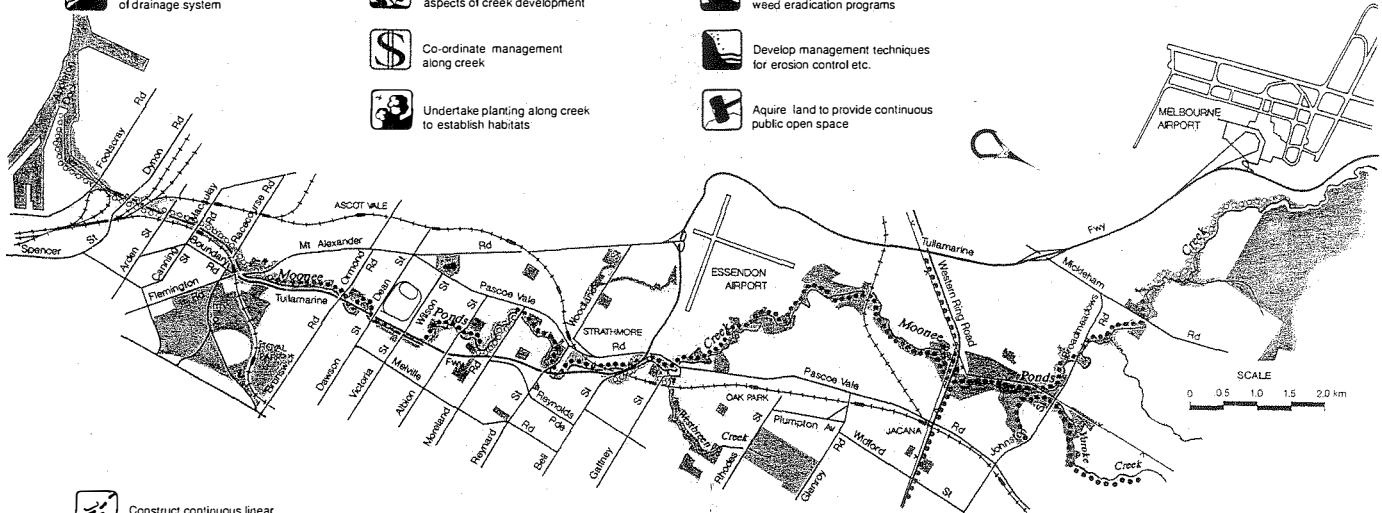 of drainage system
aspects of creek development
weed eradication programs
Co-ordinate management
along creek
Develop management techniques
for erosion control etc.
Undertake planting along creek
to establish habitats
Aquire land to provide continuous
public open space
MELBOURNE
AIRPORT
Footscray
Rd
Dynon
Rd
Macaulay
Rd
Racecourse Rd
ASCOT VALE
Mt Alexander
Rd
Spencer
St
Arden
St
Canning
St
Boundary
Rd
Flemington
Rd
Moonee
Tullamarine
Ormond
Rd
Dean
St
Wilson
St
Ponds
Pascoe Vale
Woodland
St
STRATHMORE
Rd
ESSENDON
AIRPORT
Creek
Tullamarine
Fwy
Western Ring Road
Mickleham
Rd
Creek
Broadmeadows
Rd
Moonee
Ponds
SCALE
0 0.5 1.0 1.5 2.0 km
Brunswick
Rd
Dawson
St
Victoria
St
Melville
Albion
St
Fwy
Moreland
Rd
Reynard
St
Reynolds
Pde
Rd
Bell
St
Gaffney
St
Westbreen
Creek
OAK PARK
Rhodes
St
Pascoe Vale
Rd
Plumpton Av
Glenroy
Rd
Widford
St
JACANA
Johnstone
St
Creek
Construct continuous linear